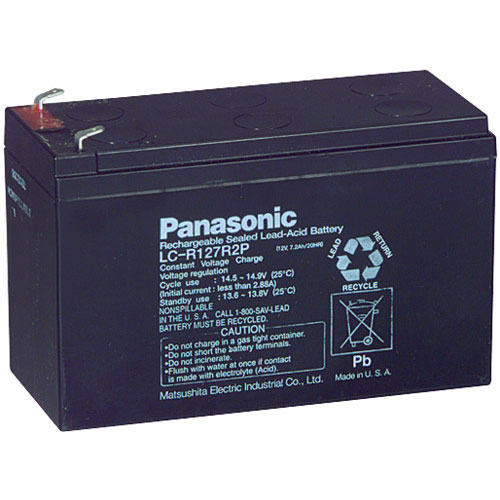 Panasonic
Rechargeable Sealed Lead-Acid Battery
LC-R127R2P (12V, 7.2Ah/20HR)
Constant Voltage Charge
Voltage regulation
Cycle use : 14.5 - 14.9V (25°C)
(Initial current : less than 2.88A)
Standby use : 13.6 - 13.8V (25°C)
NONSPILLABLE
IN THE U. S. A. CALL 1-800-SAV-LEAD
BATTERY MUST BE RECYCLED.
CAUTION
•Do not charge in a gas tight container.
•Do not short the battery terminals.
•Do not incinerate.
•Flush with water at once if contact
is made with electrolyte (Acid).
Matsushita Electric Industrial Co., Ltd.
LEAD
RETURN
RECYCLE
Pb
Made in U. S. A.